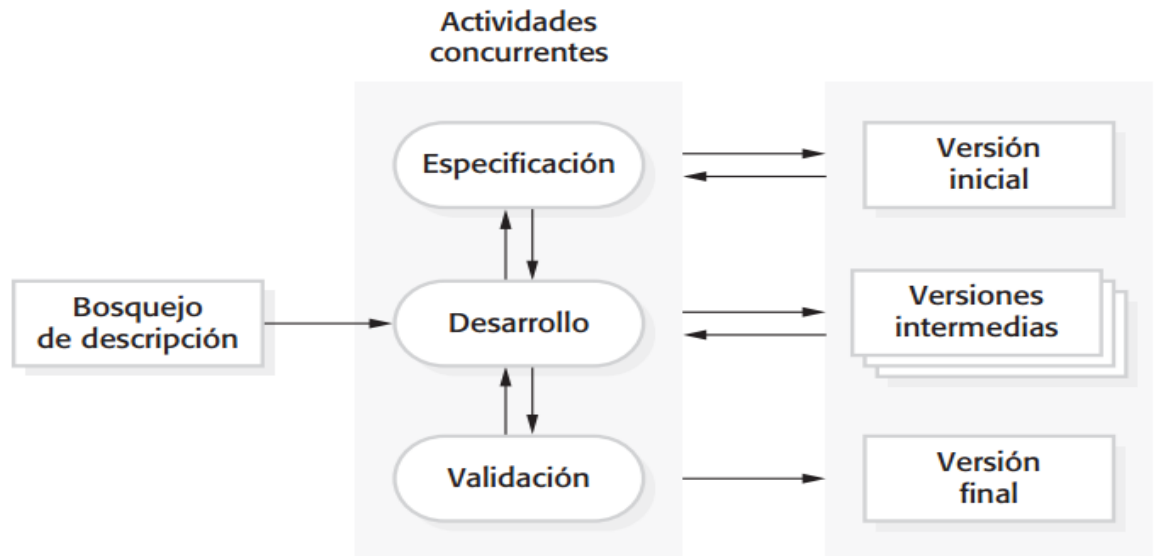 Actividades
concurrentes
Especificación
Versión
inicial
Bosquejo
de descripción
Desarrollo
Versiones
intermedias
Validación
Versión
final